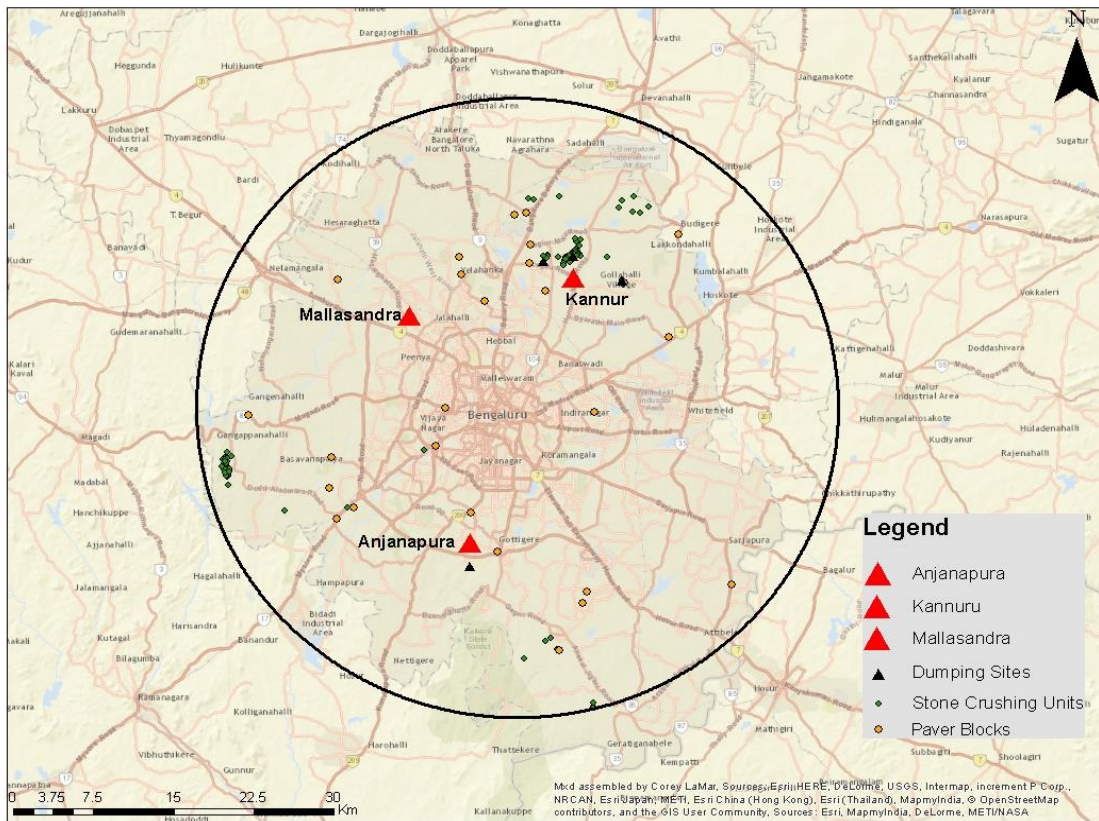 Konaghatta
Talagavara
Dargajogihalli
Avathi
Santhekallahalli
N
Heggunda
Hulikunte
Doddaballapura
Apparel
Park
Vishwanathapura
Solur
Jangamakote
Kyalanur
Channasandra
Lakkuru
Devanahalli
Hindiganala
Dobaspet
Industrial
Area
Thyamagondlu
Industrial Area
Arakere
Bangalore
North Taluka
Navarathna
Agrahara
Sadahalli
Sugatur
Kodihalli
Bardi
T. Begur
Hesaraghatta
Budigere
Hoskote
Industrial
Area
Narasapura
Banavadi
Lakkondahalli
Kudur
Nelamangala
Yelahanka
Gollahalli
Village
Kumbalahalli
Hoskote
Vokkaleri
Kannur
Mallasandra
Jalahalli
Gudemaranahalli
Hebbal
Kattigenahalli
Doddashivara
Peenya
Banaswadi
Kalari
Kaval
Malleswaram
Malur
Industrial
Area
Malur
Gangenahalli
Vijaya
Nagar
Bengaluru
Indiranagar
Whitefield
Hulimangalahosakote
Huladenahalli
Magadi
Gangappanahalli
Kudiyanur
Basavanapura
Jayanagar
Koramangala
Rajenahalli
Madabal
Chikkathirupathy
Hanchikuppe
Anjanapura
Gottigere
Sarjapura
Ajjanahalli
Bagalur
Jalamangala
Hagalahalli
Hampapura
Bidadi
Industrial
Area
Attibele
Kutagal
Harisandra
Banandur
Bilagumba
Nettigere
Hosur
Ramanagara
Kolliganahalli
Harohalli
Mathigiri
Vibhuthikere
Thattekere
Geratiganabele
Kempatti
Gunnur
Shoolagiri
Kallanakuppe
Legend
Anjanapura
Kannuru
Mallasandra
Dumping Sites
Stone Crushing Units
Paver Blocks
0 3.75 7.5 15 22.5 30
Km
Mxd assembled by Corey LaMar, Sources: Esri, HERE, DeLorme, USGS, Intermap, increment P Corp.,
NRCAN, Esri Japan, METI, Esri China (Hong Kong), Esri (Thailand), MapmyIndia, © OpenStreetMap
contributors, and the GIS User Community, Sources: Esri, MapmyIndia, DeLorme, METI/NASA